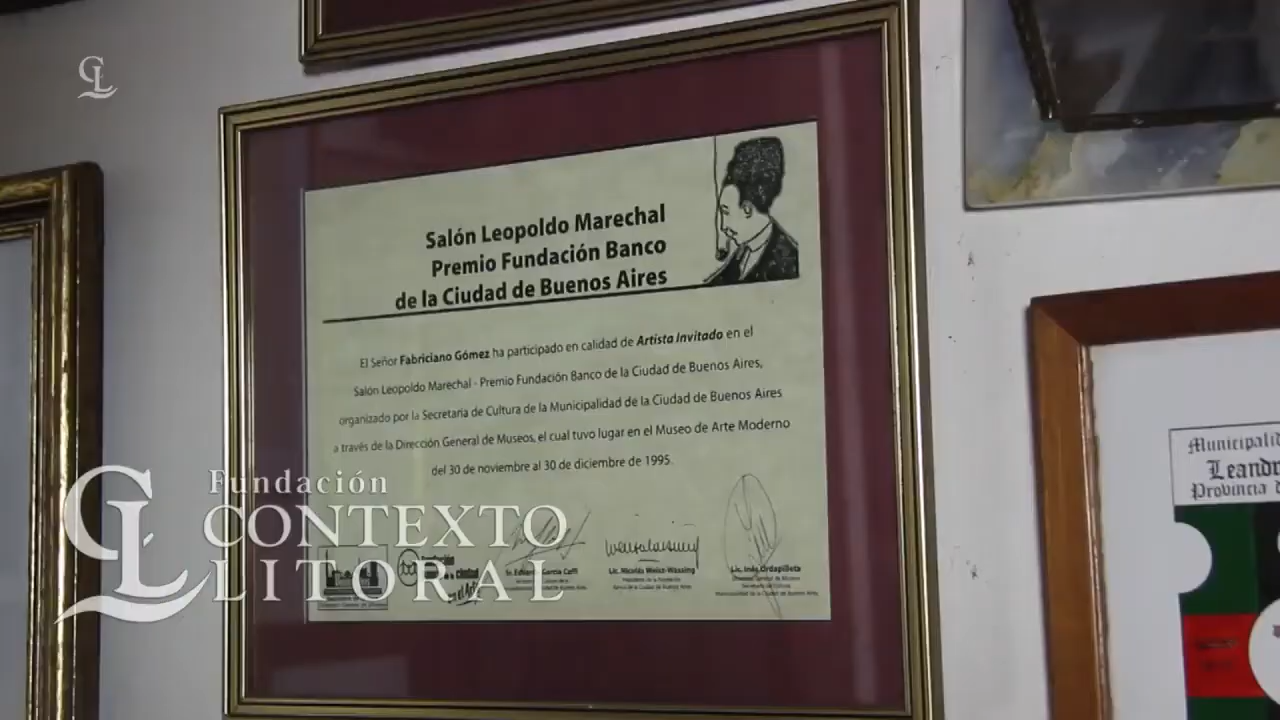 CL
Salón Leopoldo Marechal
Premio Fundación Banco
de la Ciudad de Buenos Aires
El Señor Fabriciano Gómez ha participado en calidad de Artista Invitado en el
Salón Leopoldo Marechal - Premio Fundación Banco de la Ciudad de Buenos Aires,
organizado por la Secretaría de Cultura de la Municipalidad de la Ciudad de Buenos Aires
a través de la Dirección General de Museos, el cual tuvo lugar en el Museo de Arte Moderno
del 30 de noviembre al 30 de diciembre de 1995.
Lic. Nicolás Weisz-Wassing
Lic. Inés Ordapilleta
CL
Fundación
CONTEXTO
LITORAL
Municipalid
Leand
Provincia d